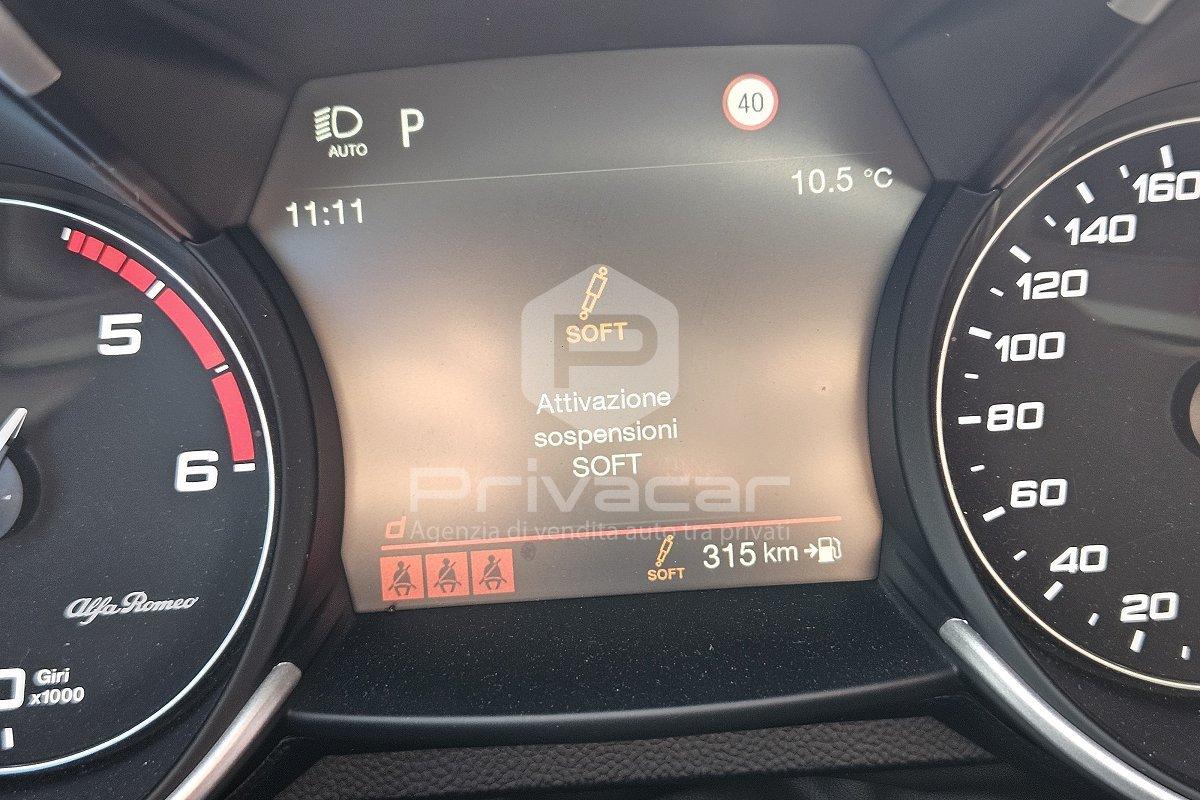 AUTO
P
40
11:11
10.5 °C
SOFT
Attivazione
sospensioni
SOFT
P
Privacar
Agenzia di vendita auto tra privati
d
SOFT
315 km
5
6
Alfa Romeo
0
Giri
x1000
160
140
120
100
80
60
40
20